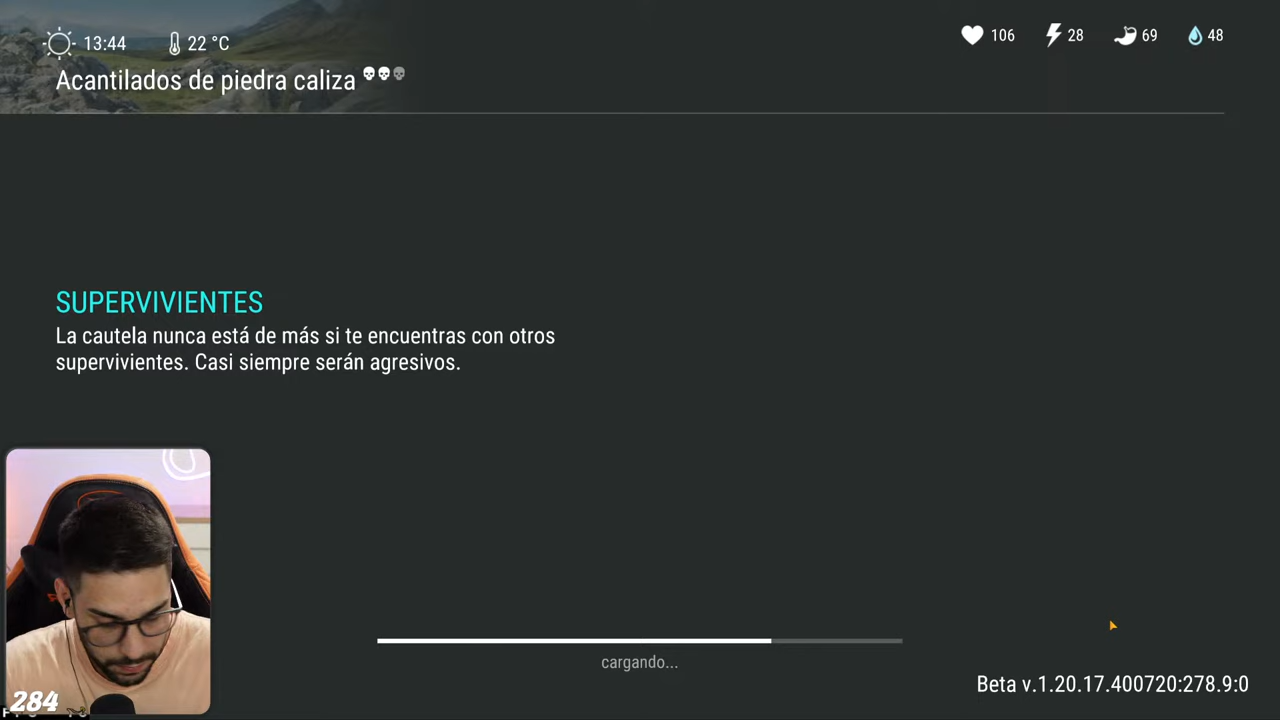 13:44 22 °C
106 28 69 48
Acantilados de piedra caliza
SUPERVIVIENTES
La cautela nunca está de más si te encuentras con otros
supervivientes. Casi siempre serán agresivos.
cargando...
Beta v.1.20.17.400720:278.9:0
284